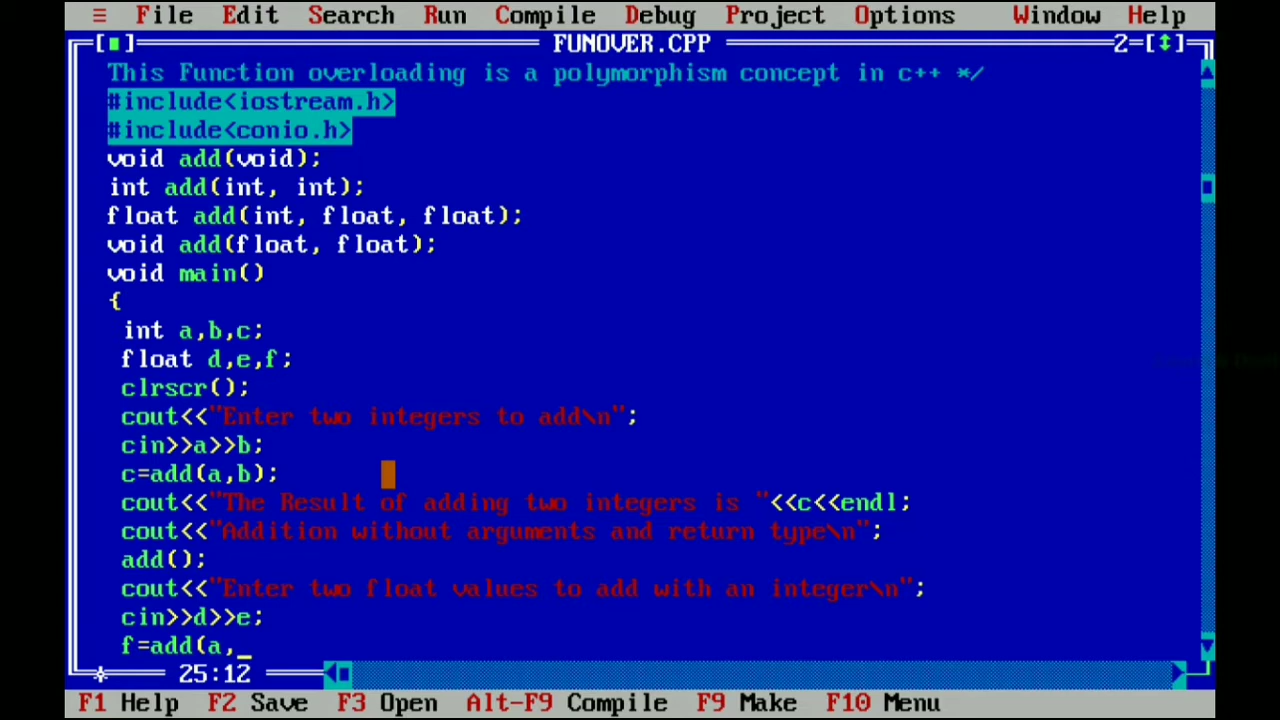 ≡ File Edit Search Run Compile Debug Project Options Window Help
[■] FUNOVER.CPP 2=[↕]
This Function overloading is a polymorphism concept in c++ */
#include<iostream.h>
#include<conio.h>
void add(void);
int add(int, int);
float add(int, float, float);
void add(float, float);
void main()
{
int a,b,c;
float d,e,f;
clrscr();
cout<<"Enter two integers to add\n";
cin>>a>>b;
c=add(a,b);
cout<<"The Result of adding two integers is "<<c<<endl;
cout<<"Addition without arguments and return type\n";
add();
cout<<"Enter two float values to add with an integer\n";
cin>>d>>e;
f=add(a,_
25:12
F1 Help F2 Save F3 Open Alt-F9 Compile F9 Make F10 Menu